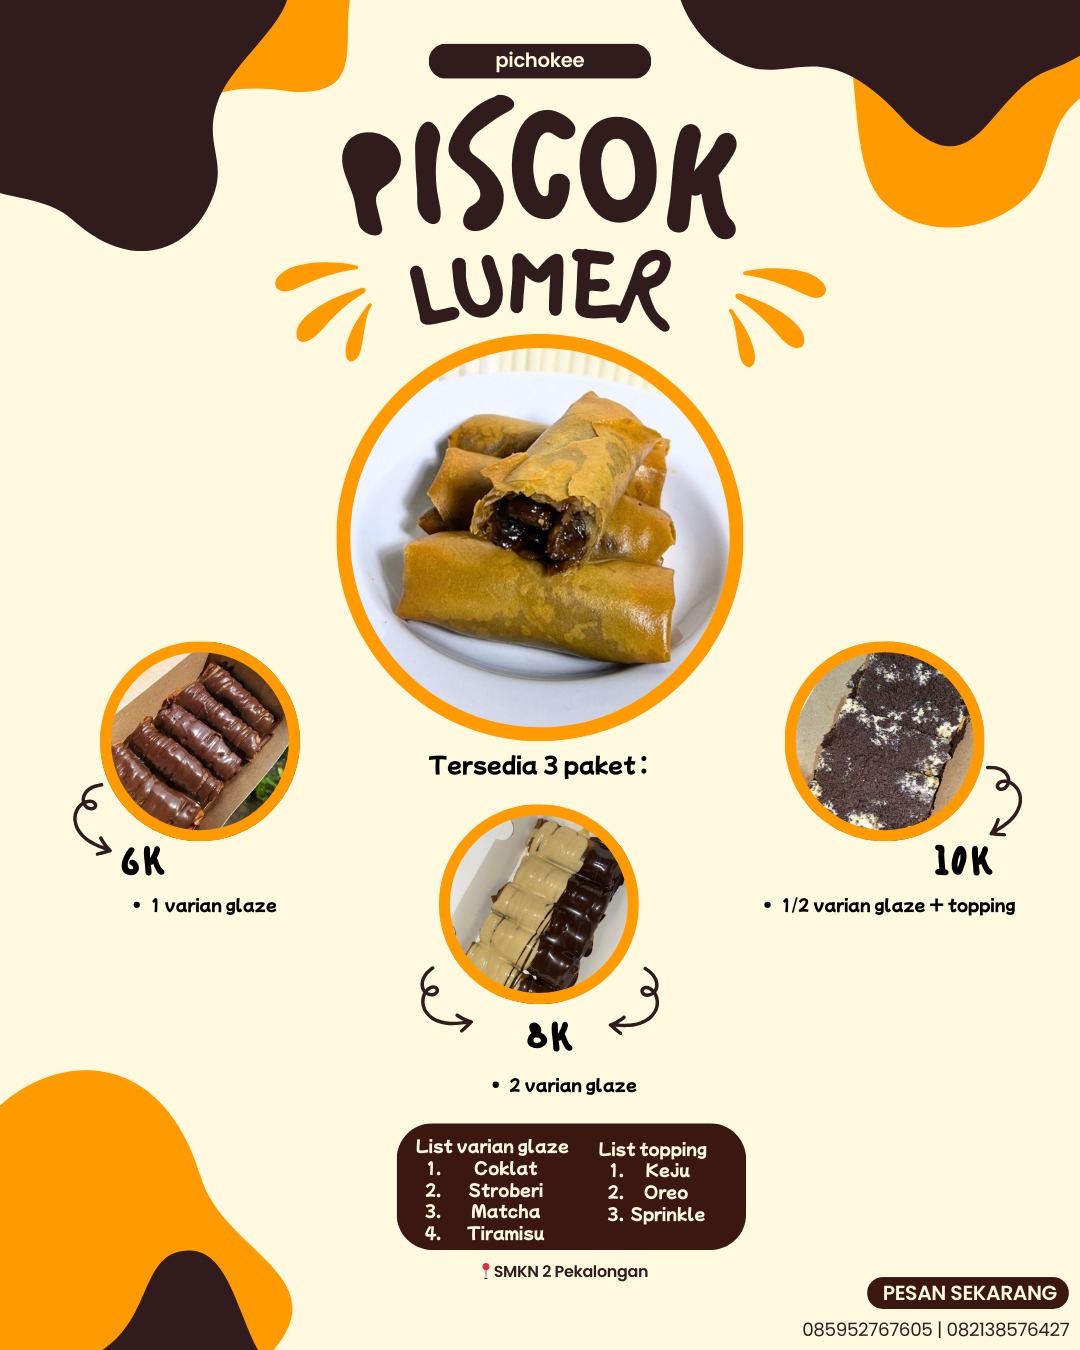 pichokee
PISCOK
LUMER
Tersedia 3 paket:
6K
• 1 varian glaze
10K
• 1/2 varian glaze + topping
8K
• 2 varian glaze
List varian glaze
1. Coklat
2. Stroberi
3. Matcha
4. Tiramisu
List topping
1. Keju
2. Oreo
3. Sprinkle
📍SMKN 2 Pekalongan
PESAN SEKARANG
085952767605 | 082138576427